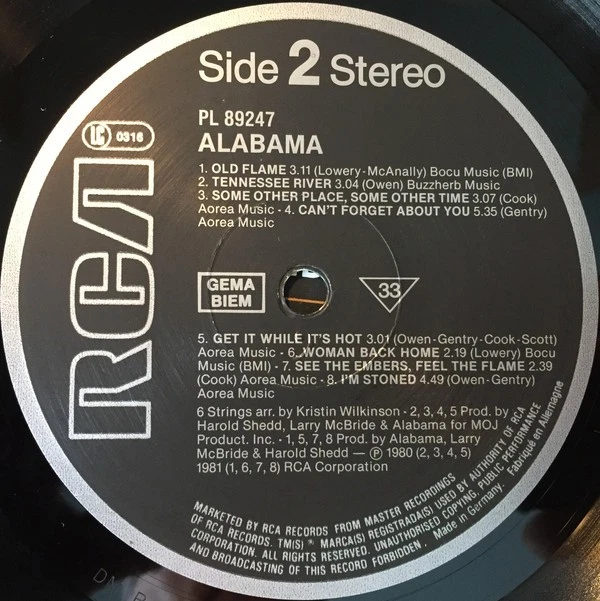 Side 2 Stereo
PL 89247
ALABAMA
LC 0316
RCA
1. OLD FLAME 3.11 (Lowery-McAnally) Bocu Music (BMI)
2. TENNESSEE RIVER 3.04 (Owen) Buzzherb Music
3. SOME OTHER PLACE, SOME OTHER TIME 3.07 (Cook)
Aorea Music - 4. CAN'T FORGET ABOUT YOU 5.35 (Gentry)
Aorea Music
GEMA
BIEM
33
5. GET IT WHILE IT'S HOT 3.01 (Owen-Gentry-Cook-Scott)
Aorea Music - 6. WOMAN BACK HOME 2.19 (Lowery) Bocu
Music (BMI) - 7. SEE THE EMBERS, FEEL THE FLAME 2.39
(Cook) Aorea Music - 8. I'M STONED 4.49 (Owen-Gentry)
Aorea Music
6 Strings arr. by Kristin Wilkinson - 2, 3, 4, 5 Prod. by
Harold Shedd, Larry McBride & Alabama for MOJ
Product. Inc. - 1, 5, 7, 8 Prod. by Alabama, Larry
McBride & Harold Shedd — ℗ 1980 (2, 3, 4, 5)
1981 (1, 6, 7, 8) RCA Corporation
MARKETED BY RCA RECORDS FROM MASTER RECORDINGS
OF RCA RECORDS. TM(S) ® MARCA(S) REGISTRADA(S) USED BY AUTHORITY OF RCA
CORPORATION. ALL RIGHTS RESERVED. UNAUTHORISED COPYING PUBLIC PERFORMANCE
AND BROADCASTING OF THIS RECORD FORBIDDEN. Made in Germany. Fabriqué en Allemagne